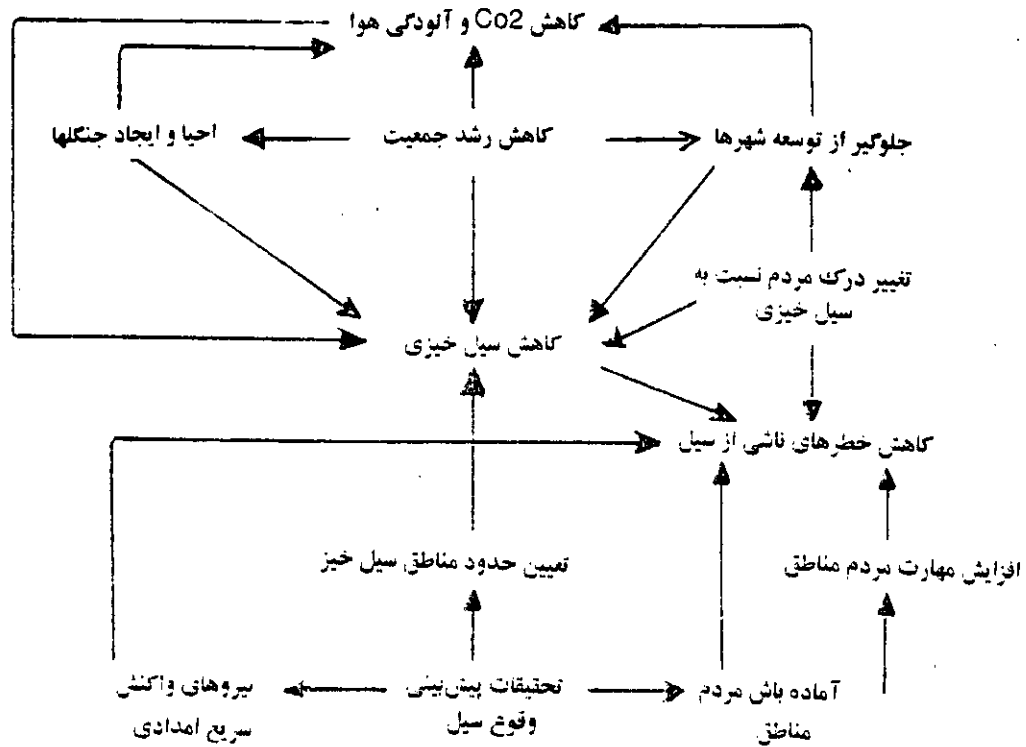 کاهش Co2 و آلودگی هوا
جلوگیر از توسعه شهرها
کاهش رشد جمعیت
احیا و ایجاد جنگلها
تغییر درک مردم نسبت به
سیل خیزی
کاهش سیل خیزی
کاهش خطرهای ناشی از سیل
افزایش مهارت مردم مناطق
تعیین حدود مناطق سیل خیز
آماده باش مردم
مناطق
تحقیقات پیش‌بینی
وقوع سیل
نیروهای واکنش
سریع امدادی